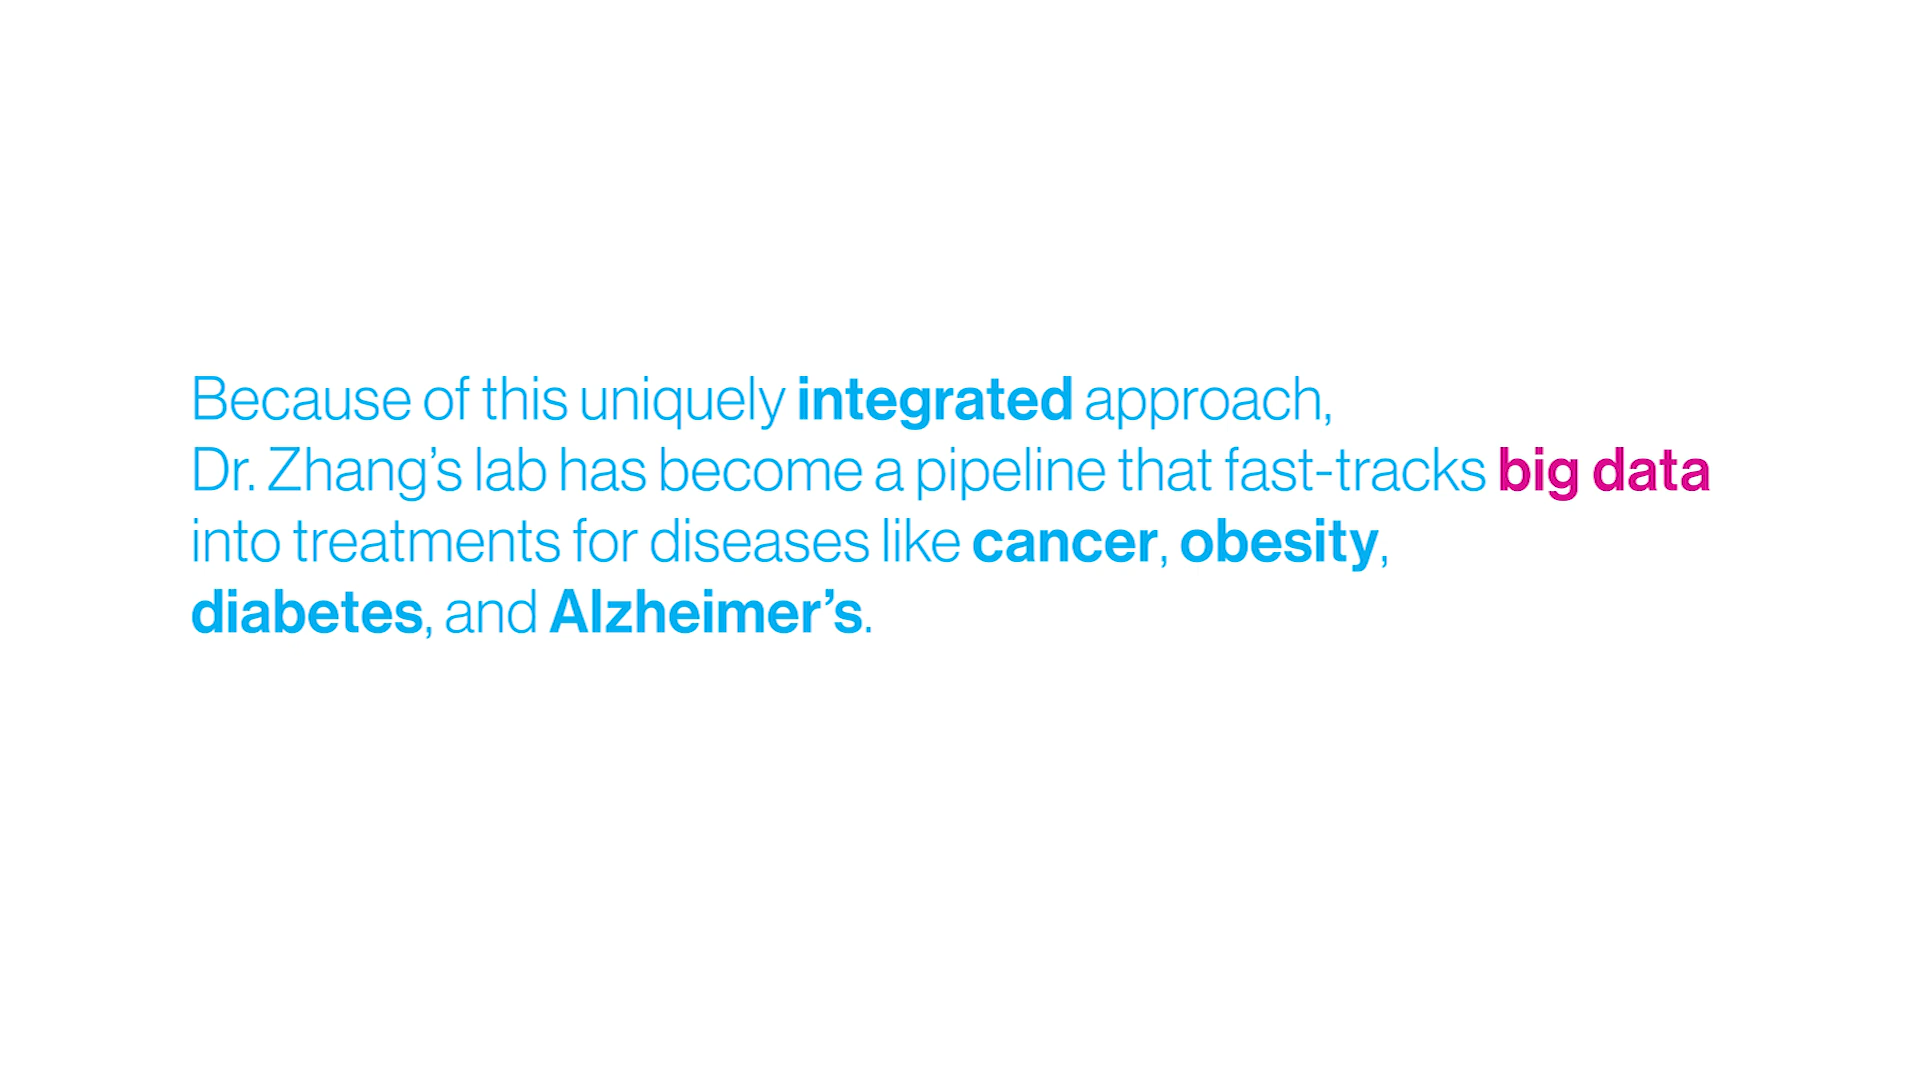 Because of this uniquely integrated approach,
Dr. Zhang’s lab has become a pipeline that fast-tracks big data
into treatments for diseases like cancer, obesity,
diabetes, and Alzheimer’s.